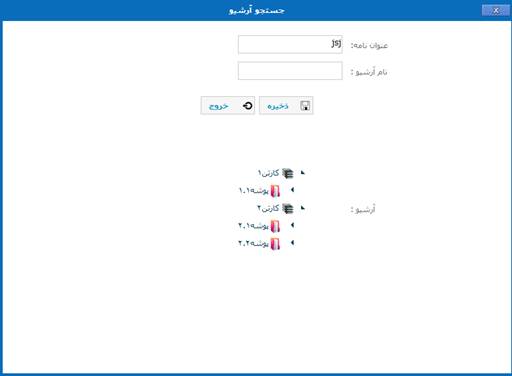 جستجو آرشیو
X
عنوان نامه: jsj
نام آرشیو :
ذخیره
خروج
کارتن۱
پوشه۱.۱
آرشیو :
کارتن۲
پوشه۲.۱
پوشه۲.۲